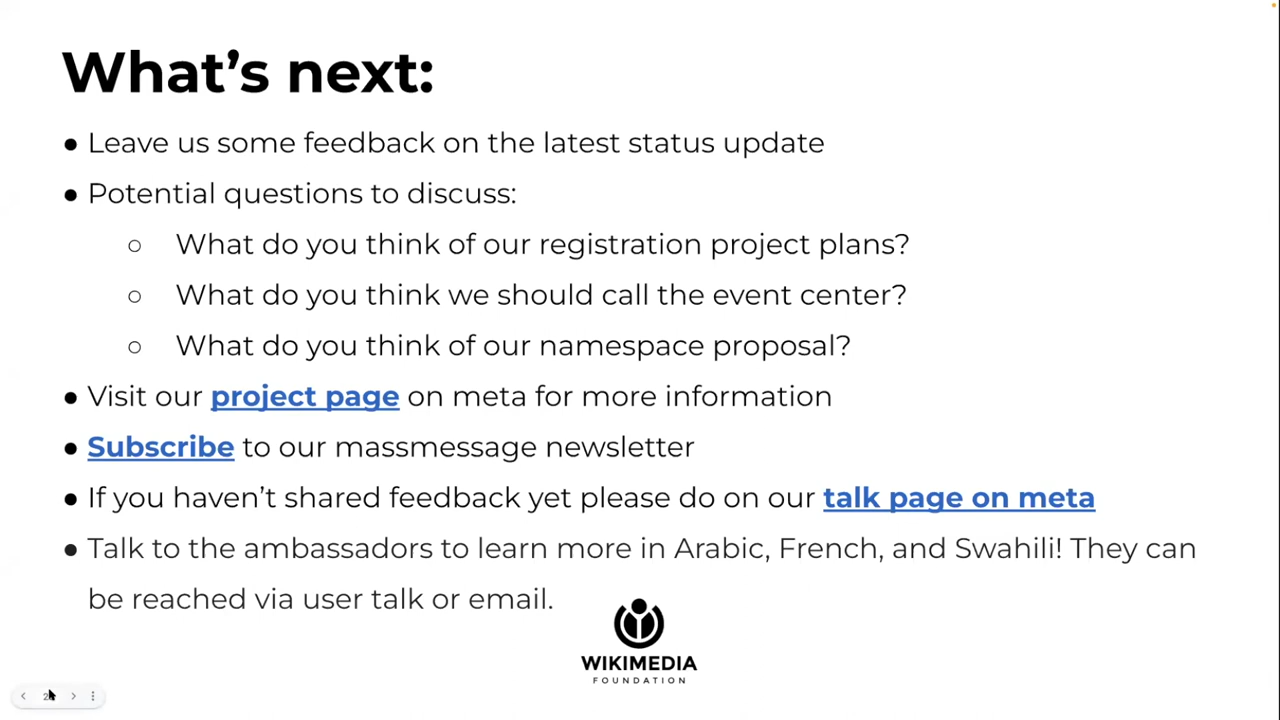 What’s next:
● Leave us some feedback on the latest status update
● Potential questions to discuss:
○ What do you think of our registration project plans?
○ What do you think we should call the event center?
○ What do you think of our namespace proposal?
● Visit our project page on meta for more information
● Subscribe to our massmessage newsletter
● If you haven’t shared feedback yet please do on our talk page on meta
● Talk to the ambassadors to learn more in Arabic, French, and Swahili! They can
be reached via user talk or email.
WIKIMEDIA
FOUNDATION